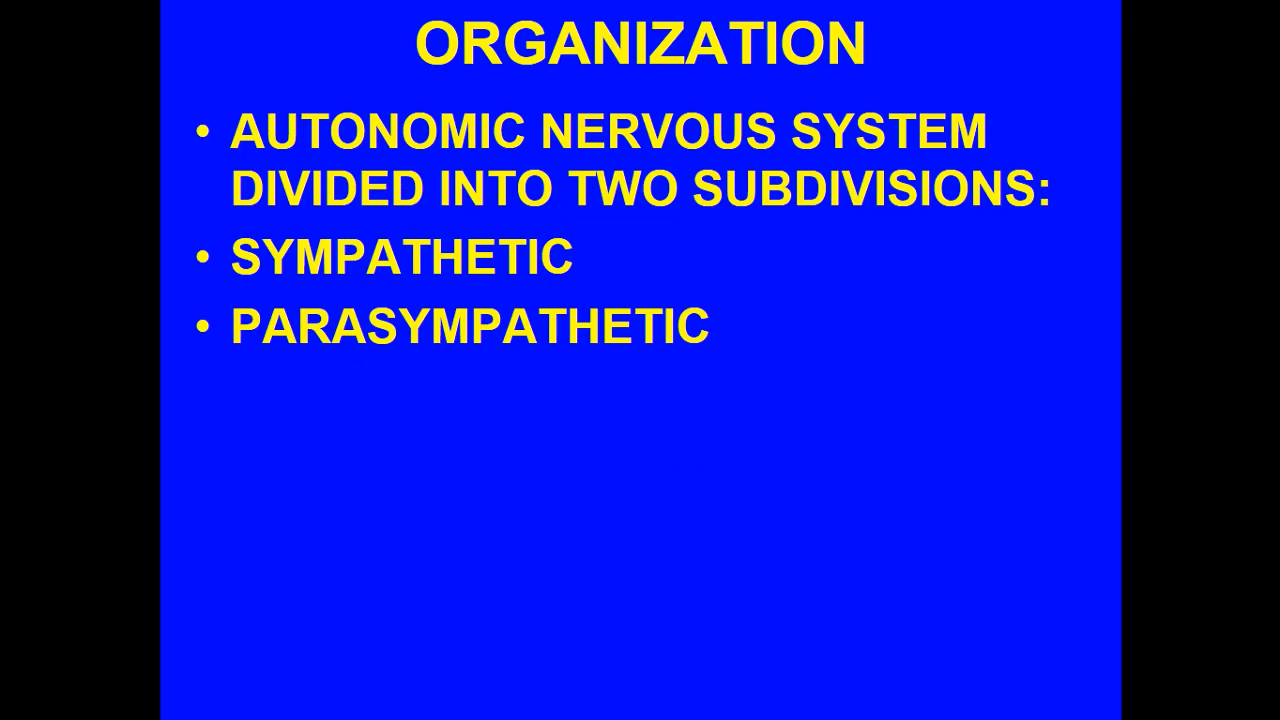 ORGANIZATION
• AUTONOMIC NERVOUS SYSTEM
DIVIDED INTO TWO SUBDIVISIONS:
• SYMPATHETIC
• PARASYMPATHETIC